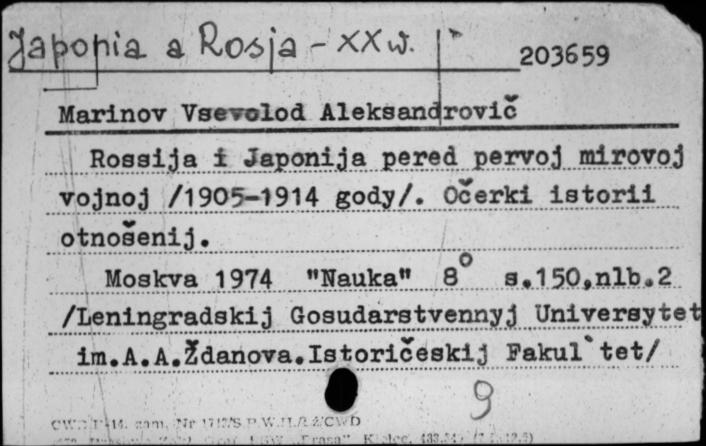 Japonia a Rosja - XX w.
203659
Marinov Vsevolod Aleksandrovič
Rossija i Japonija pered pervoj mirovoj
vojnoj /1905-1914 gody/. Očerki istorii
otnošenij.
Moskva 1974 "Nauka" 8° s.150,nlb.2
/Leningradskij Gosudarstvennyj Universytet
im.A.A.Ždanova.Istoričeskij Fakul`tet/
9